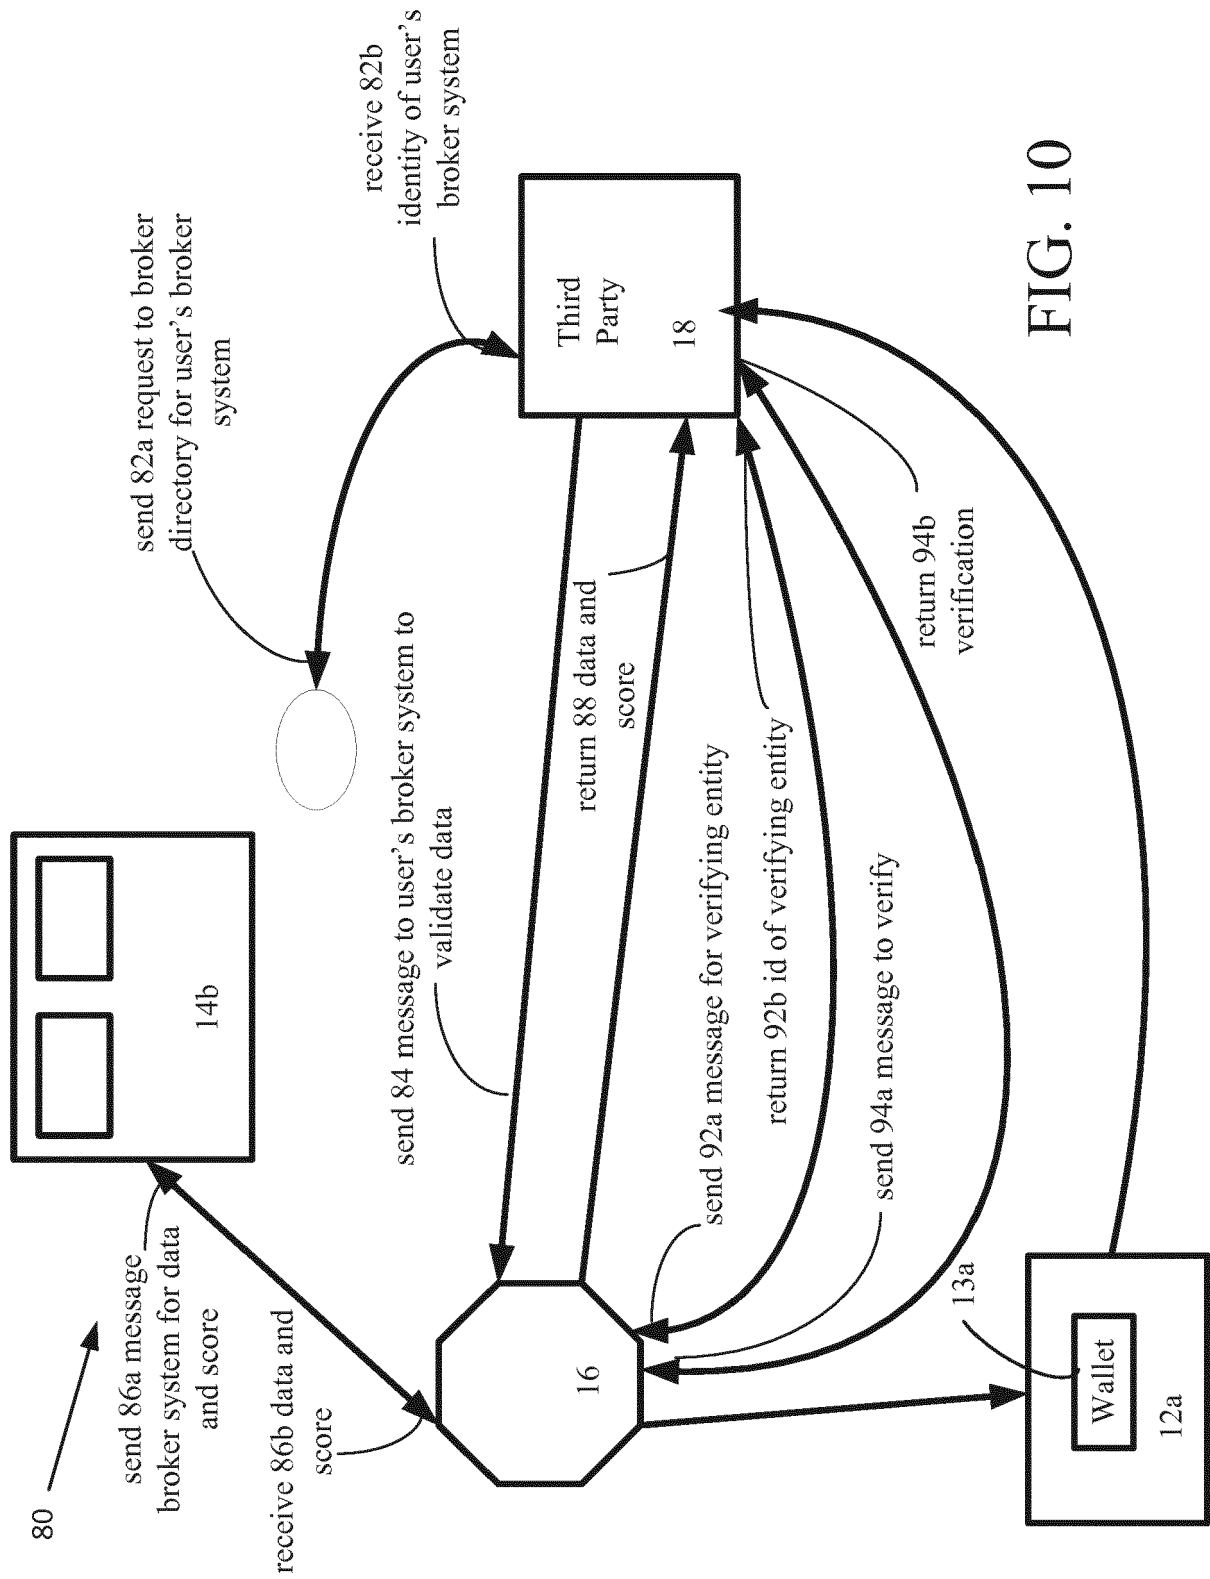 80
send 86a message
broker system for data
and score
receive 86b data and
score
14b
send 82a request to broker
directory for user's broker
system
receive 82b
identity of user's
broker system
send 84 message to user's broker system to
validate data
return 88 data and
score
Third
Party
18
16
send 92a message for verifying entity
return 92b id of verifying entity
send 94a message to verify
return 94b
verification
13a
Wallet
12a
FIG. 10